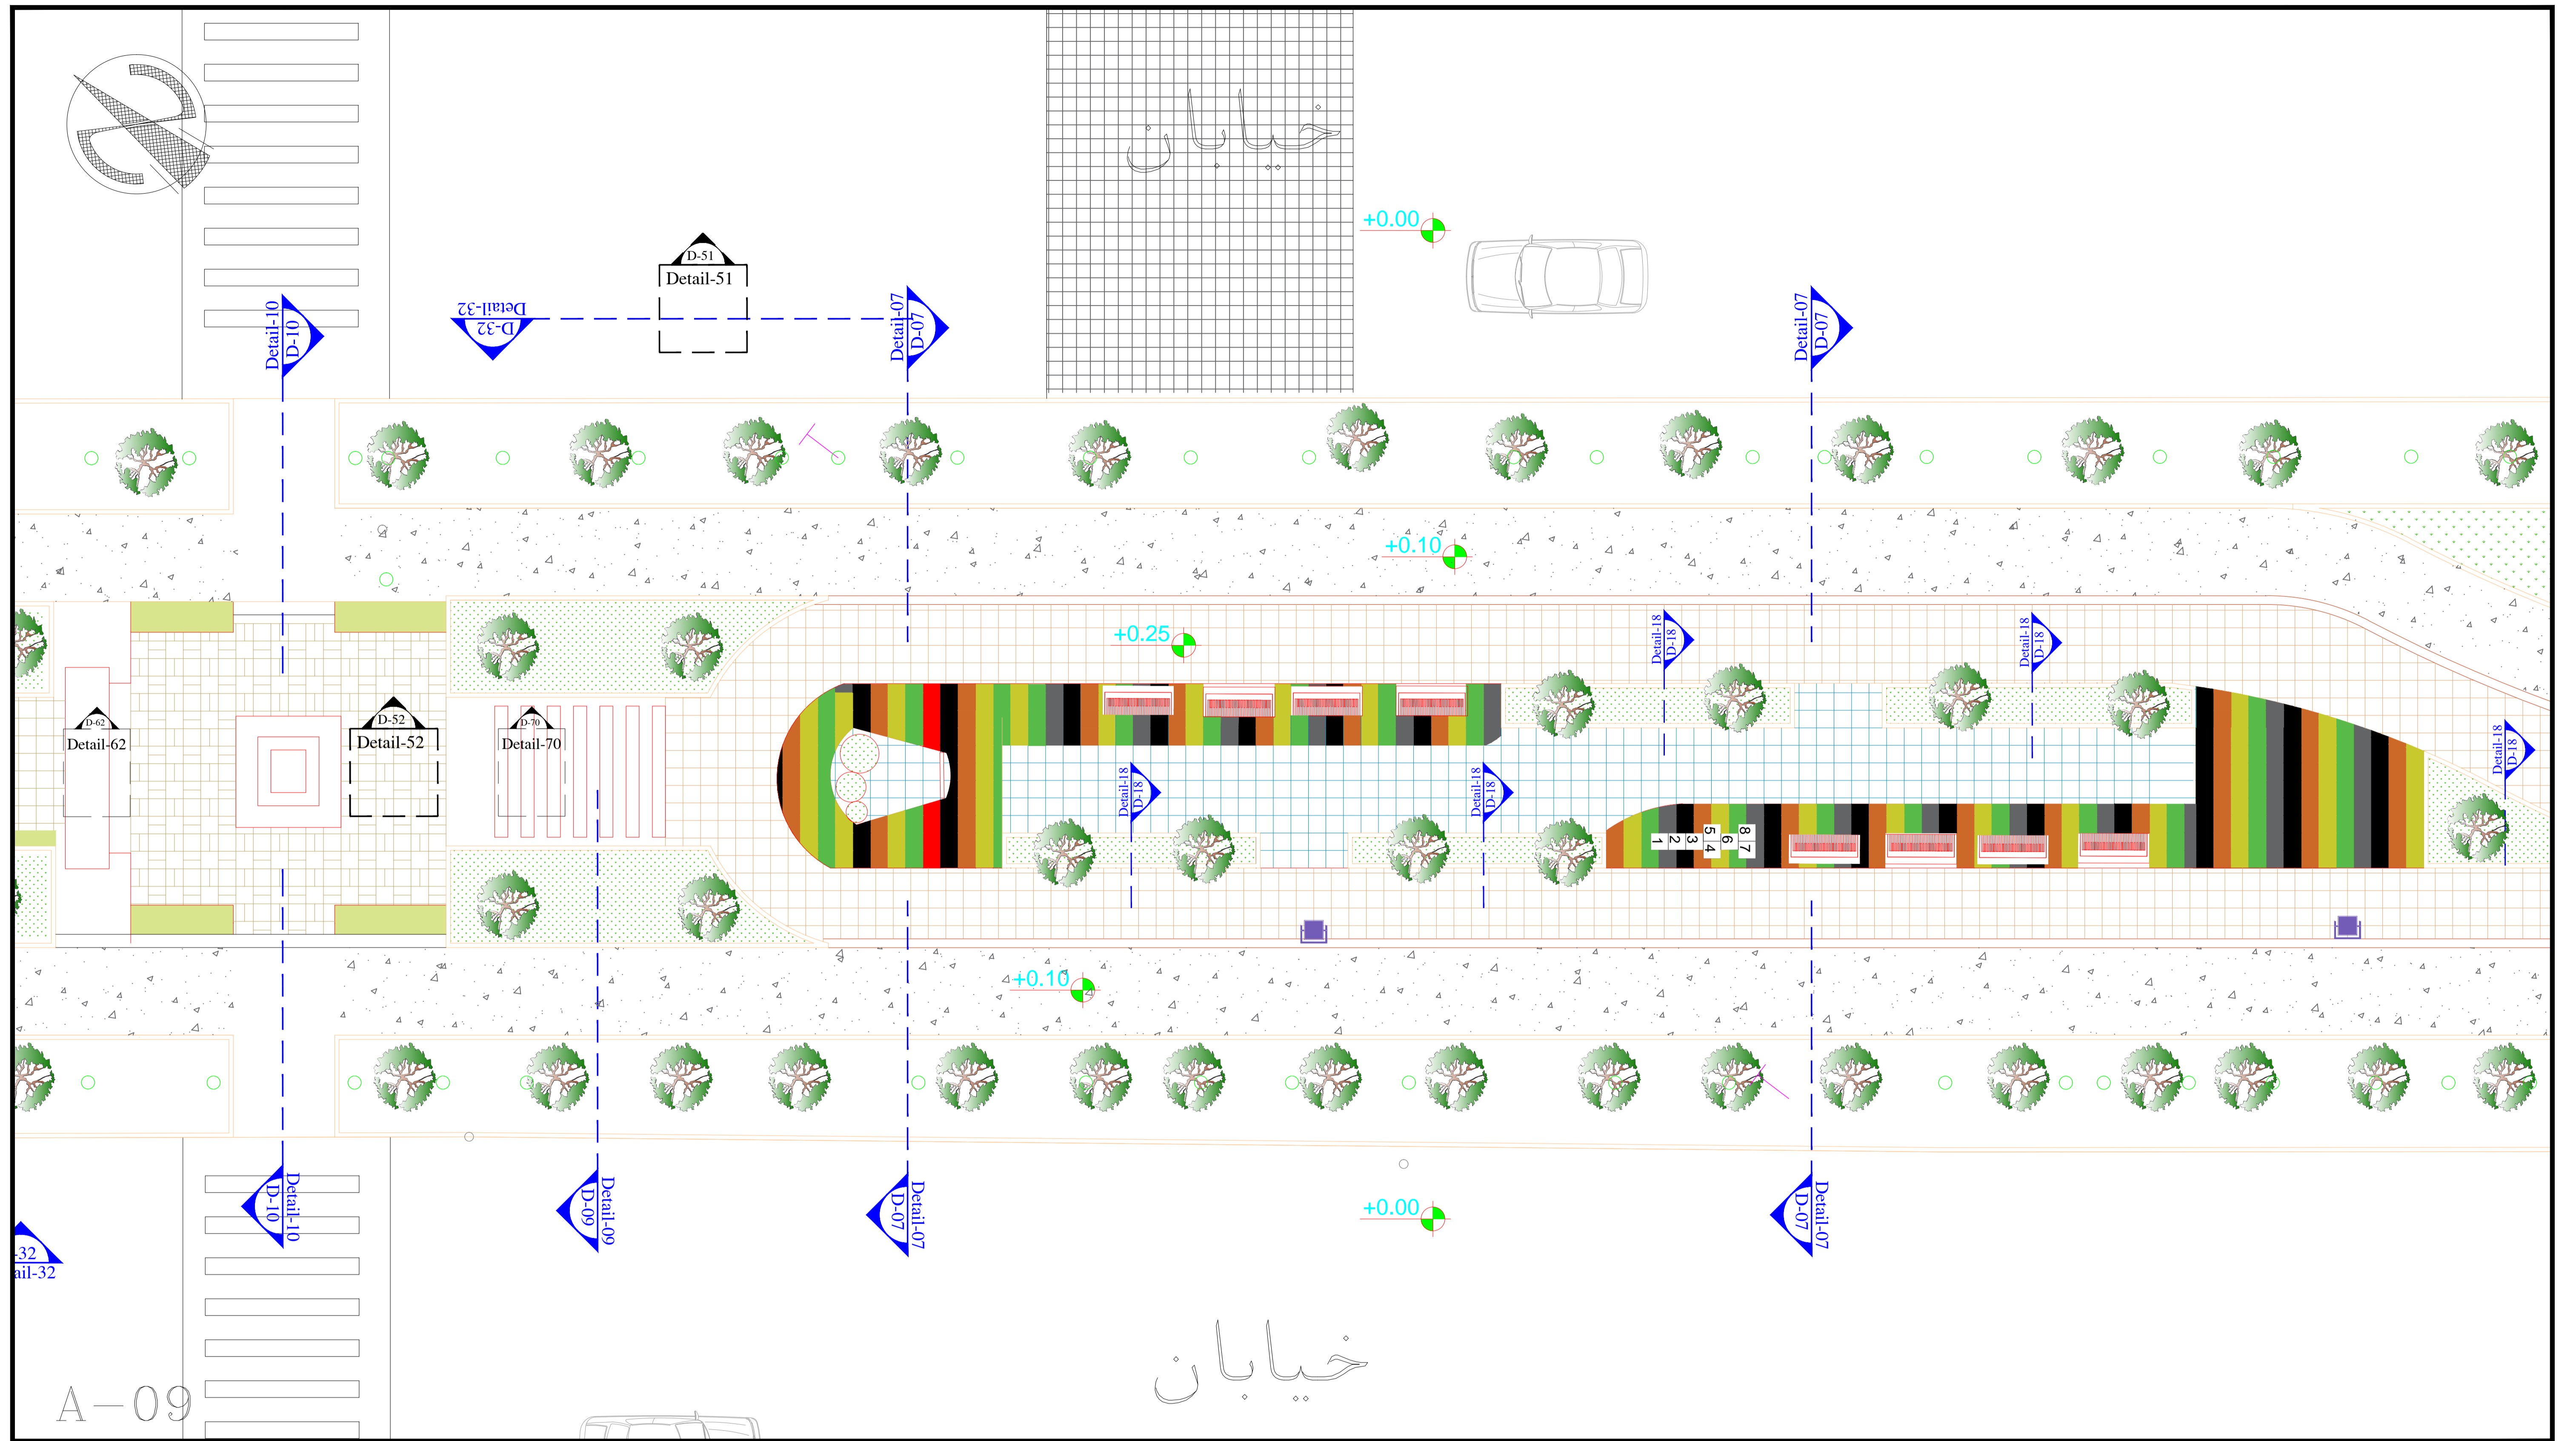 خیابان
+0.00
D-51
Detail-51
Detail-10
D-10
Detail-32
D-32
Detail-07
D-07
Detail-07
D-07
+0.10
+0.25
Detail-18
D-18
Detail-18
D-18
D-62
Detail-62
D-52
Detail-52
D-70
Detail-70
Detail-18
D-18
Detail-18
D-18
Detail-18
D-18
1 2 3 4 5 6 7 8
+0.10
Detail-10
D-10
Detail-09
D-09
Detail-07
D-07
Detail-07
D-07
+0.00
-32
ail-32
خیابان
A-09